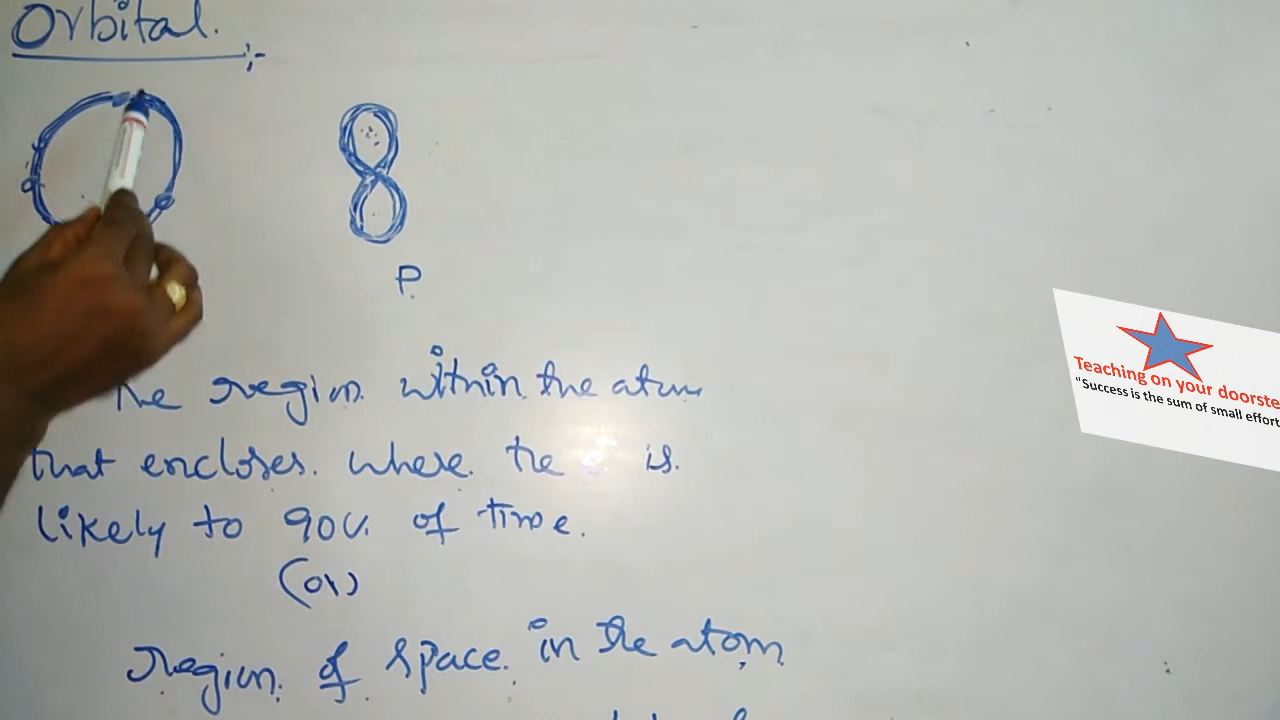 Orbital.
P.
The region within the atom
that encloses. where the e is.
likely to 90%. of time.
(or)
region. of space. in the atom
Teaching on your doorste
"Success is the sum of small effort